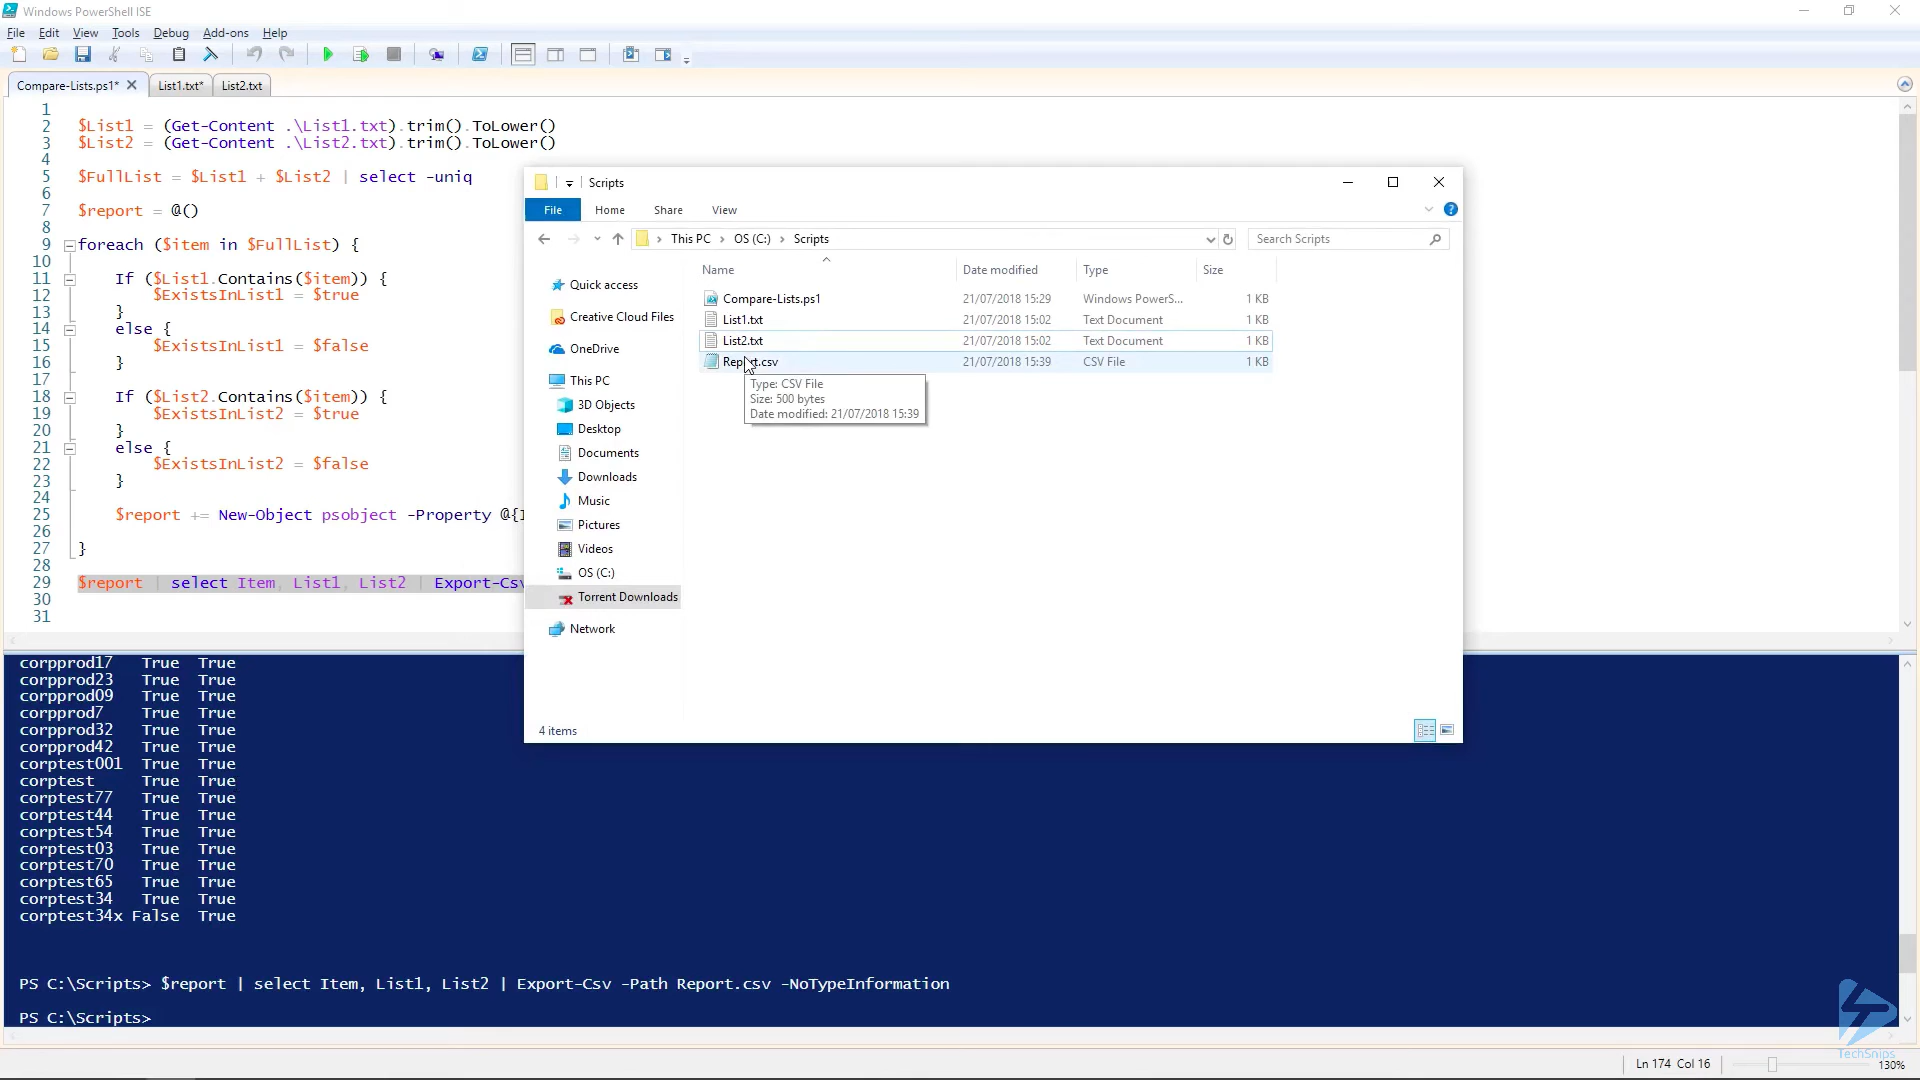 Windows PowerShell ISE
File Edit View Tools Debug Add-ons Help
Compare-Lists.ps1* List1.txt* List2.txt
1
2 $List1 = (Get-Content .\List1.txt).trim().ToLower()
3 $List2 = (Get-Content .\List2.txt).trim().ToLower()
4
5 $FullList = $List1 + $List2 | select -uniq
6
7 $report = @()
8
9 foreach ($item in $FullList) {
10
11 If ($List1.Contains($item)) {
12 $ExistsInList1 = $true
13 }
14 else {
15 $ExistsInList1 = $false
16 }
17
18 If ($List2.Contains($item)) {
19 $ExistsInList2 = $true
20 }
21 else {
22 $ExistsInList2 = $false
23 }
24
25 $report += New-Object psobject -Property @{
26
27 }
28
29 $report | select Item, List1, List2 | Export-Csv
30
31
Scripts
File Home Share View
This PC > OS (C:) > Scripts
Search Scripts
Name Date modified Type Size
Compare-Lists.ps1 21/07/2018 15:29 Windows PowerS... 1 KB
List1.txt 21/07/2018 15:02 Text Document 1 KB
List2.txt 21/07/2018 15:02 Text Document 1 KB
Report.csv 21/07/2018 15:39 CSV File 1 KB
Type: CSV File
Size: 500 bytes
Date modified: 21/07/2018 15:39
Quick access
Creative Cloud Files
OneDrive
This PC
3D Objects
Desktop
Documents
Downloads
Music
Pictures
Videos
OS (C:)
Torrent Downloads
Network
4 items
corpprod17 True True
corpprod23 True True
corpprod09 True True
corpprod7 True True
corpprod32 True True
corpprod42 True True
corptest001 True True
corptest True True
corptest77 True True
corptest44 True True
corptest54 True True
corptest03 True True
corptest70 True True
corptest65 True True
corptest34 True True
corptest34x False True
PS C:\Scripts> $report | select Item, List1, List2 | Export-Csv -Path Report.csv -NoTypeInformation
PS C:\Scripts>
TechSnips
Ln 174 Col 16
130%